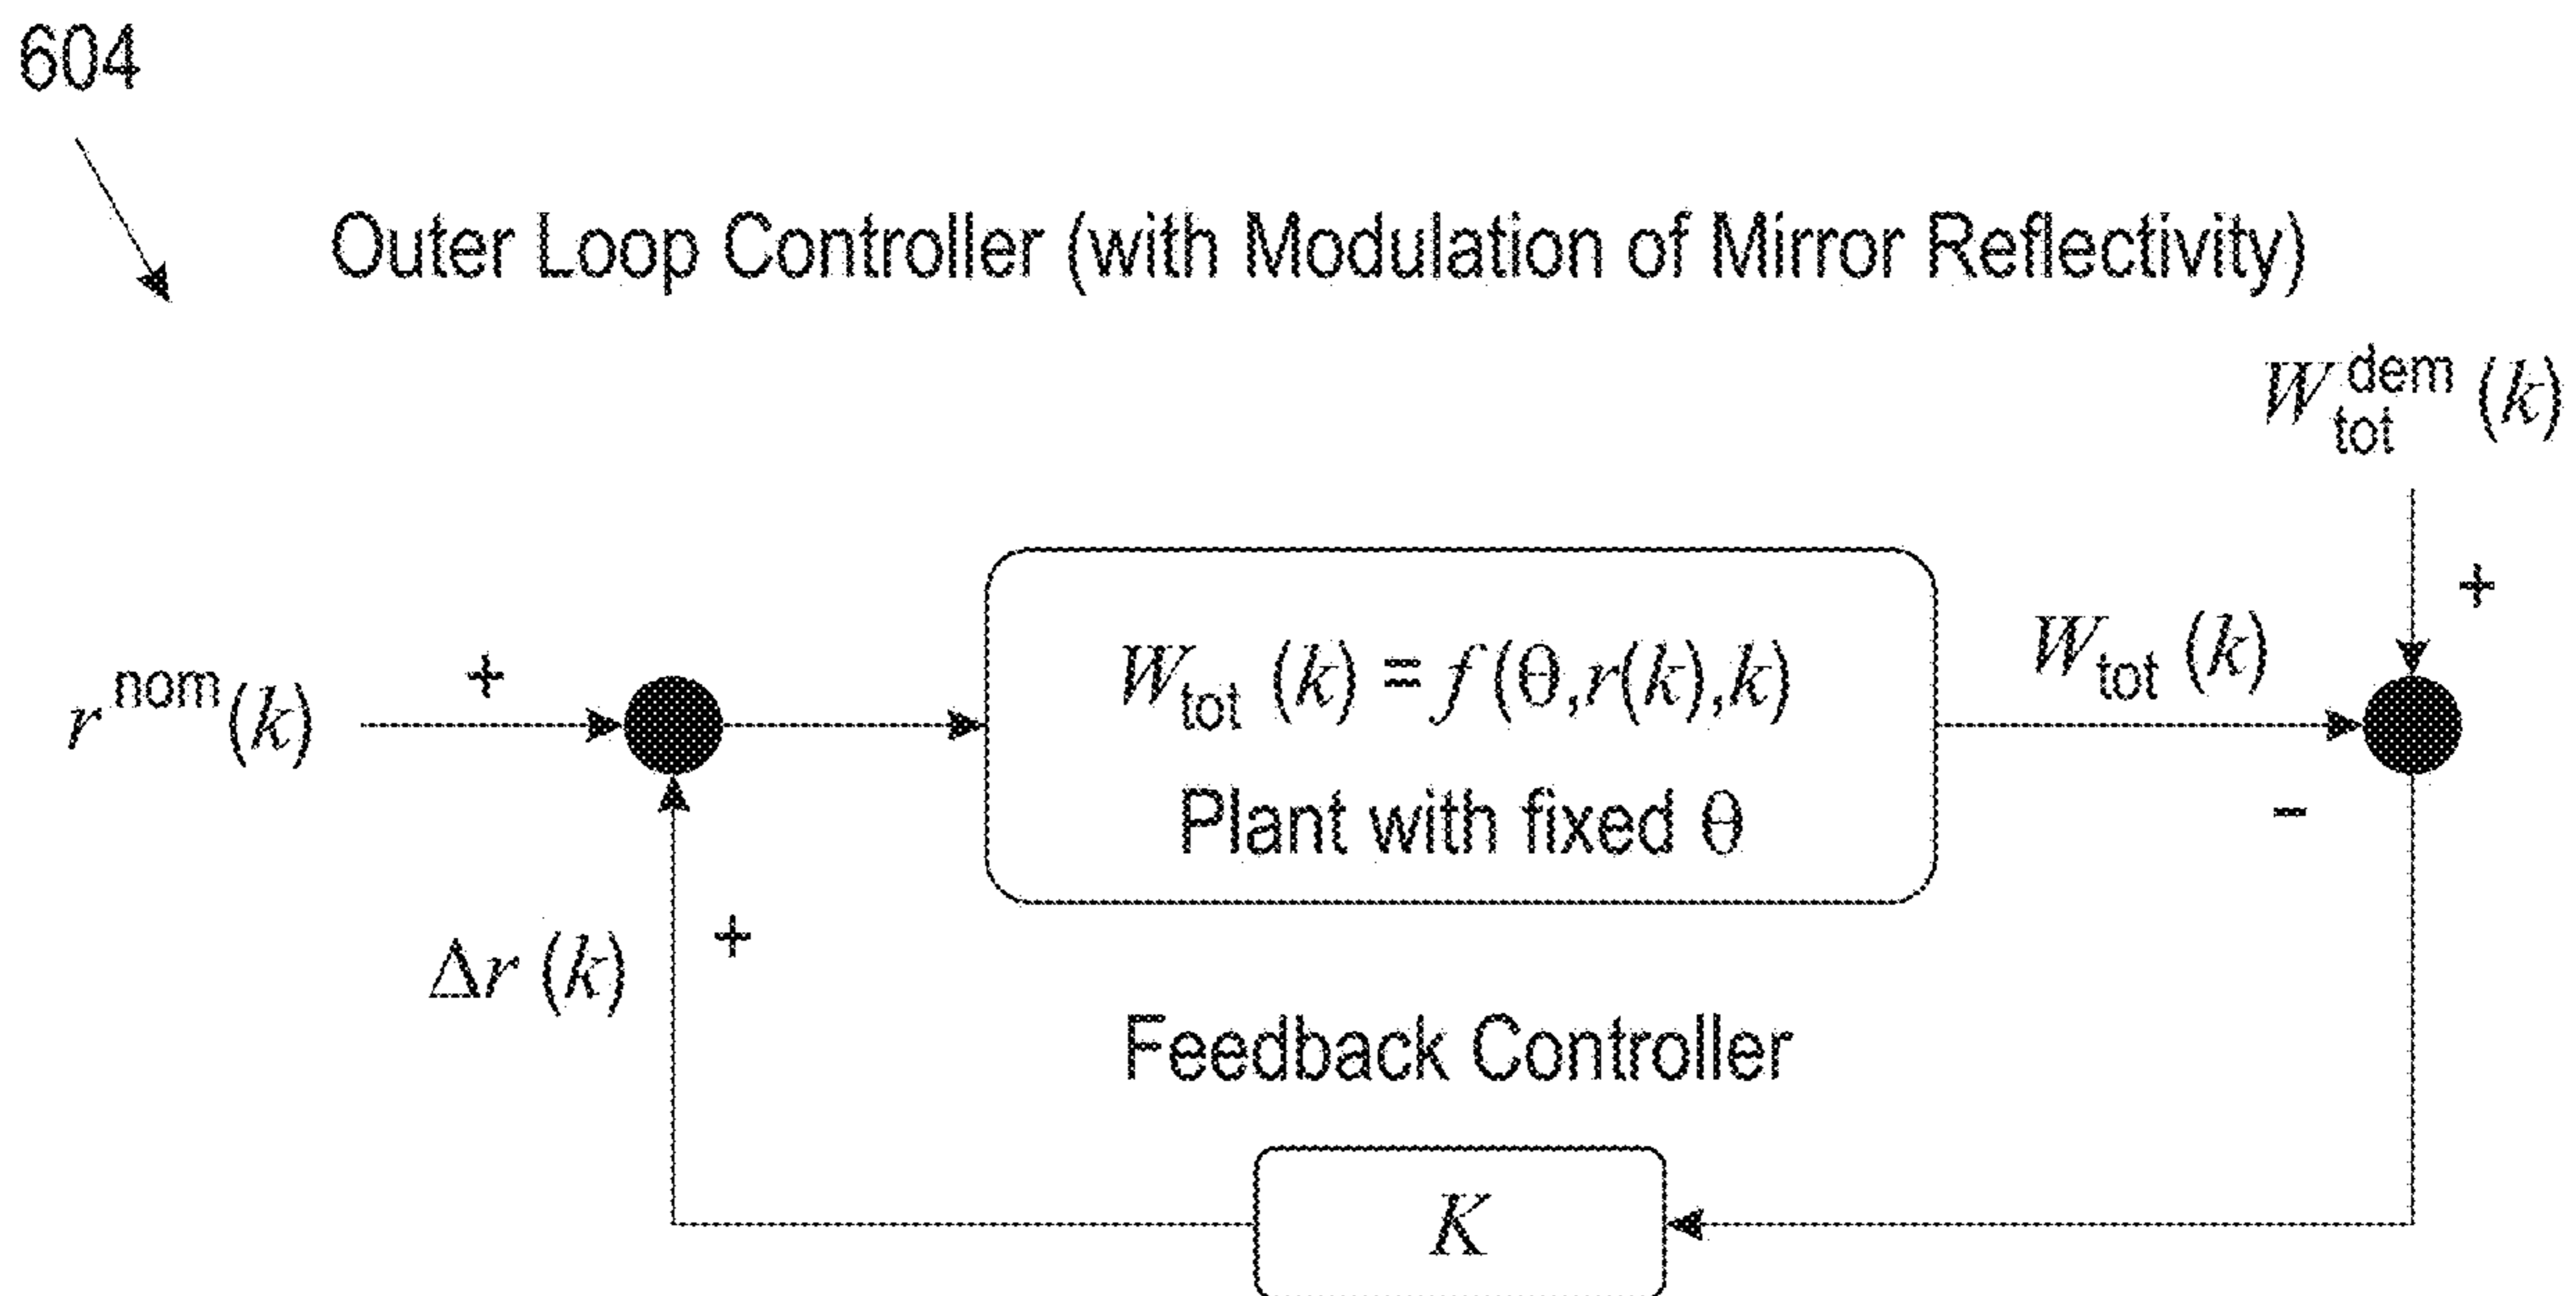 604
Outer Loop Controller (with Modulation of Mirror Reflectivity)
W_tot^dem (k)
+
r^nom(k)
+
W_tot (k) = f (θ,r(k),k)
Plant with fixed θ
W_tot (k)
−
Δr (k)
+
Feedback Controller
K